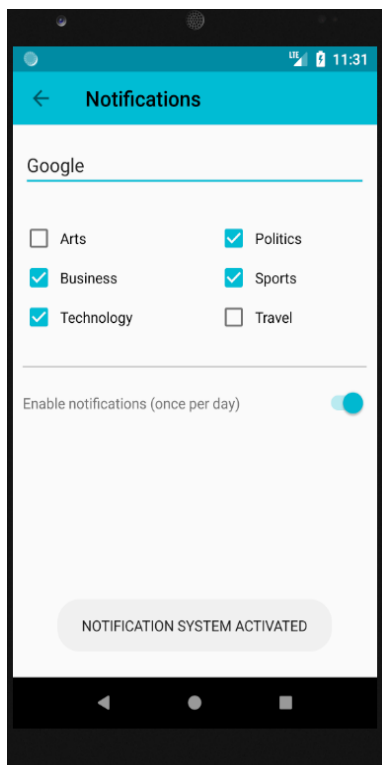 LTE 11:31
Notifications
Google
Arts Politics
Business Sports
Technology Travel
Enable notifications (once per day)
NOTIFICATION SYSTEM ACTIVATED